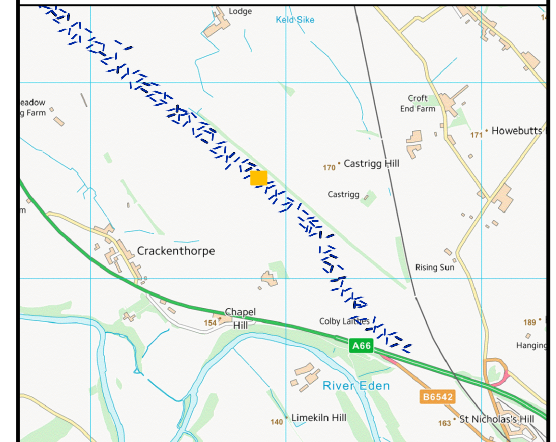 Lodge
Keld Sike
Croft
End Farm
eadow
g Farm
Howebutts
171
170
Castrigg Hill
Castrigg
m
Crackenthorpe
Rising Sun
Chapel
Hill
154
Colby Laithes
189
A66
Hanging
River Eden
B6542
140
Limekiln Hill
163
St Nicholas's Hill